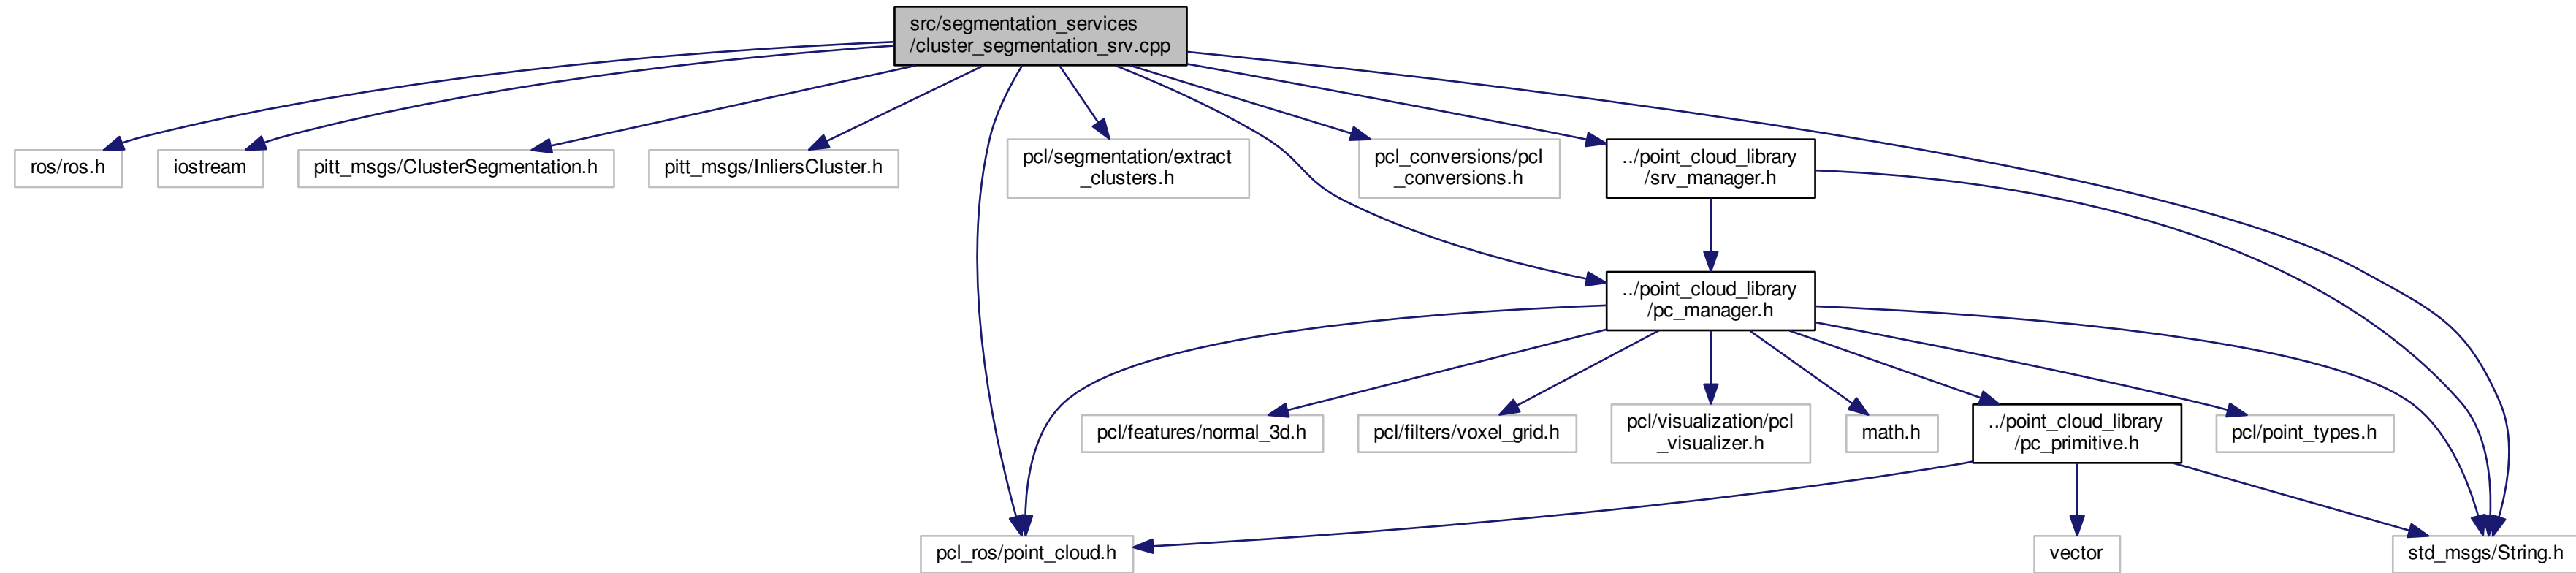 src/segmentation_services
/cluster_segmentation_srv.cpp
ros/ros.h
iostream
pitt_msgs/ClusterSegmentation.h
pitt_msgs/InliersCluster.h
pcl/segmentation/extract
_clusters.h
pcl_conversions/pcl
_conversions.h
../point_cloud_library
/srv_manager.h
../point_cloud_library
/pc_manager.h
pcl/features/normal_3d.h
pcl/filters/voxel_grid.h
pcl/visualization/pcl
_visualizer.h
math.h
../point_cloud_library
/pc_primitive.h
pcl/point_types.h
pcl_ros/point_cloud.h
vector
std_msgs/String.h